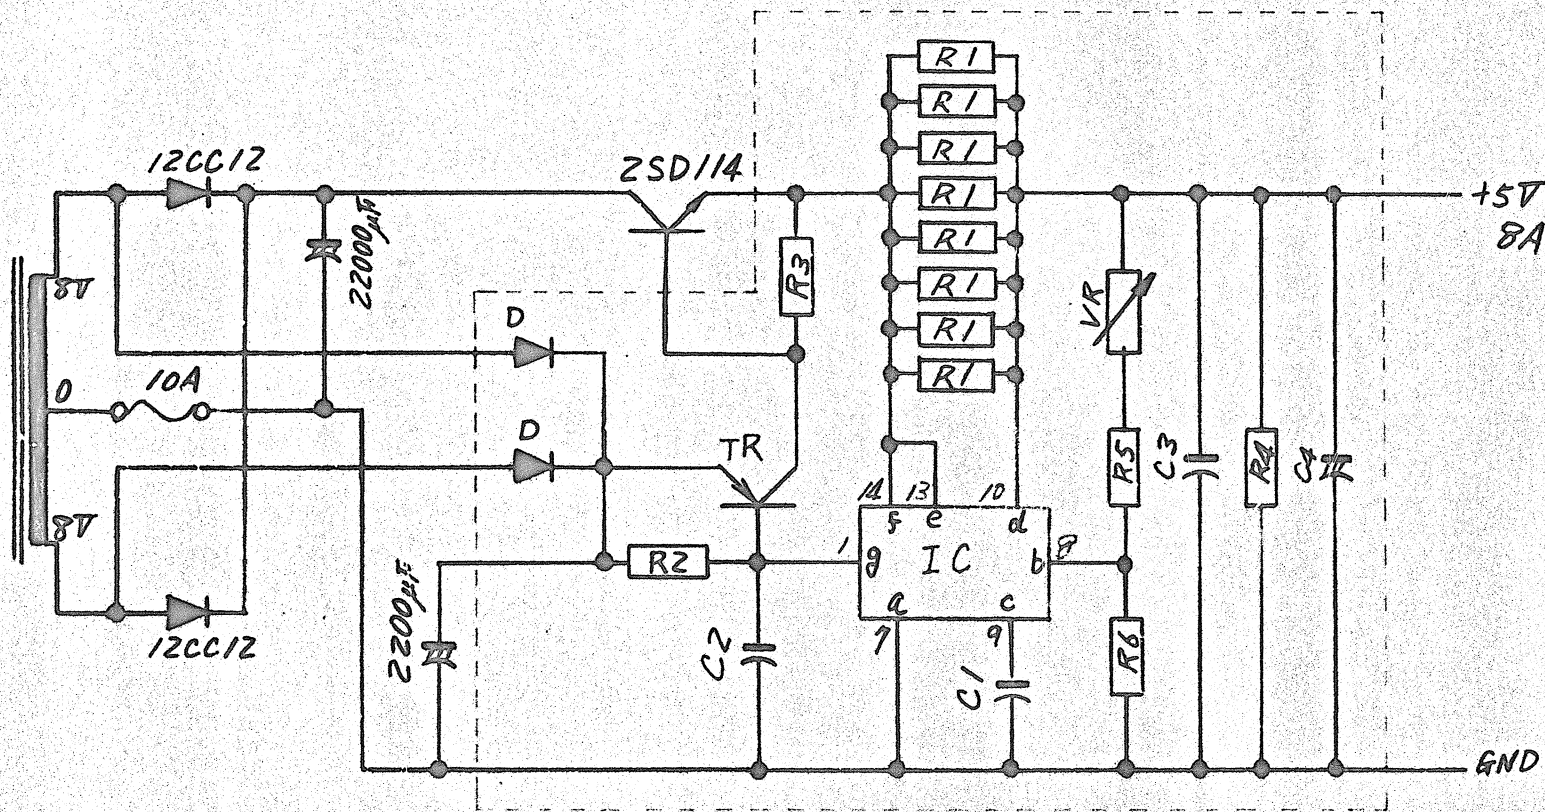 R1
R1
R1
12CC12
2SD114
R1
+5V
8A
22000μF
R3
R1
8V
R1
VR
D
R1
0
10A
R1
D
TR
R5
C3
R4
C4
14
13
10
f
e
d
1
g
IC
b
8
R2
8V
2200μF
a
c
12CC12
7
9
C2
C1
R6
GND